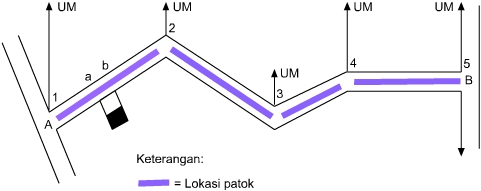 UM UM UM UM
2
b
a
4 5
UM
1
B
3
A
Keterangan:
= Lokasi patok